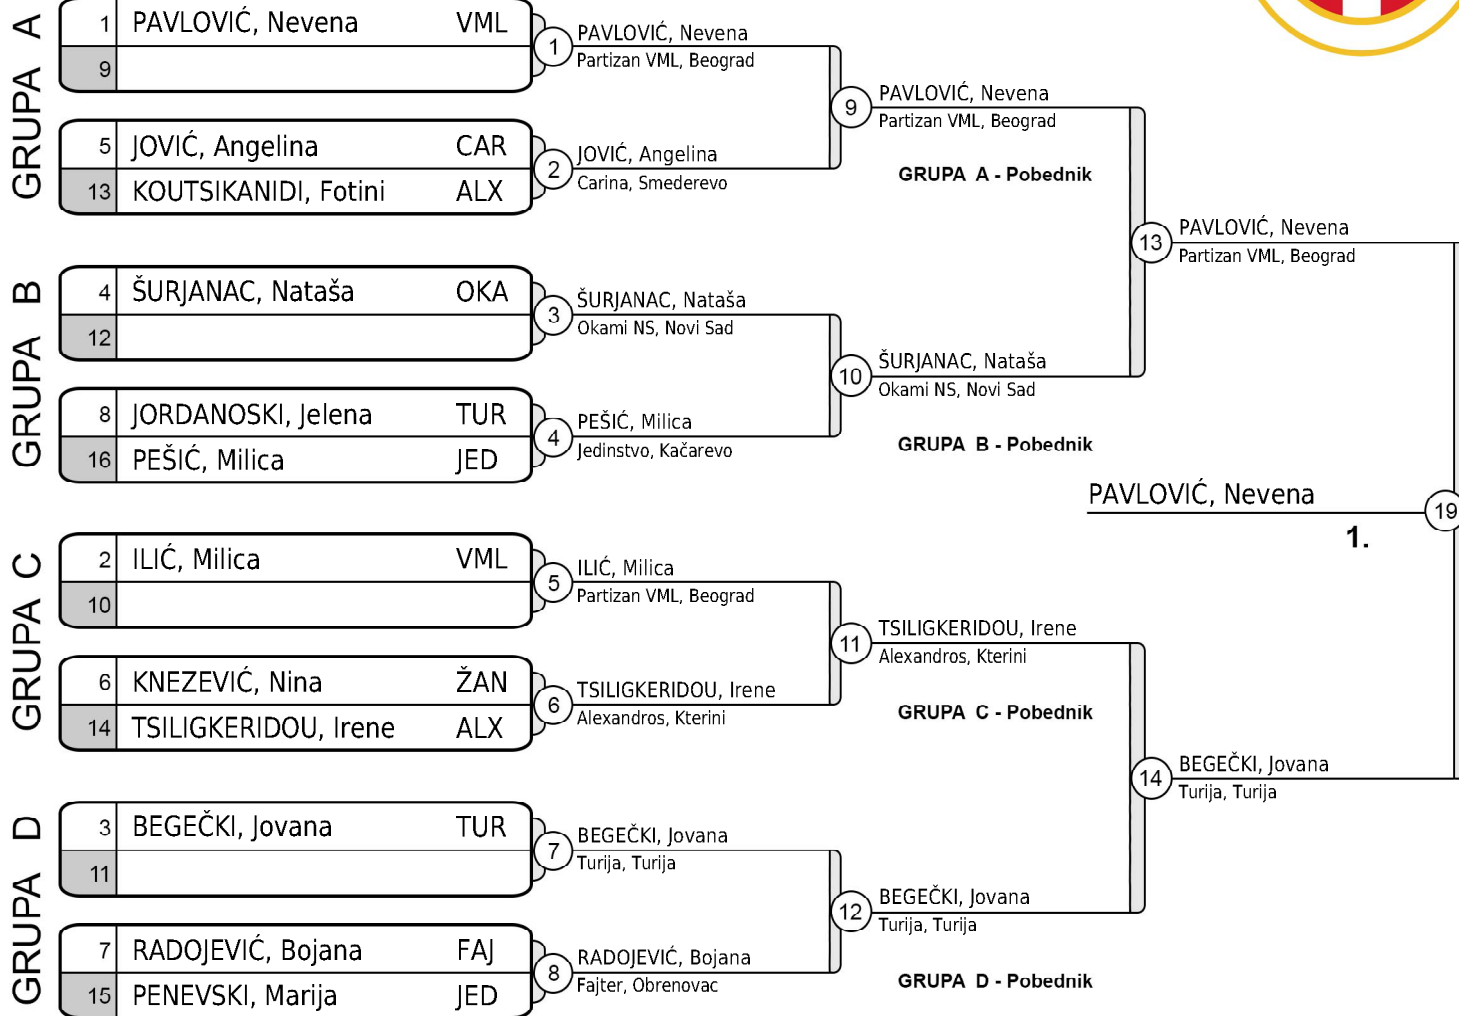 GRUPA A
1 PAVLOVIĆ, Nevena VML
9
5 JOVIĆ, Angelina CAR
13 KOUTSIKANIDI, Fotini ALX
GRUPA B
4 ŠURJANAC, Nataša OKA
12
8 JORDANOSKI, Jelena TUR
16 PEŠIĆ, Milica JED
GRUPA C
2 ILIĆ, Milica VML
10
6 KNEZEVIĆ, Nina ŽAN
14 TSILIGKERIDOU, Irene ALX
GRUPA D
3 BEGEČKI, Jovana TUR
11
7 RADOJEVIĆ, Bojana FAJ
15 PENEVSKI, Marija JED
1 PAVLOVIĆ, Nevena
Partizan VML, Beograd
2 JOVIĆ, Angelina
Carina, Smederevo
3 ŠURJANAC, Nataša
Okami NS, Novi Sad
4 PEŠIĆ, Milica
Jedinstvo, Kačarevo
5 ILIĆ, Milica
Partizan VML, Beograd
6 TSILIGKERIDOU, Irene
Alexandros, Kterini
7 BEGEČKI, Jovana
Turija, Turija
8 RADOJEVIĆ, Bojana
Fajter, Obrenovac
9 PAVLOVIĆ, Nevena
Partizan VML, Beograd
GRUPA A - Pobednik
10 ŠURJANAC, Nataša
Okami NS, Novi Sad
GRUPA B - Pobednik
11 TSILIGKERIDOU, Irene
Alexandros, Kterini
GRUPA C - Pobednik
12 BEGEČKI, Jovana
Turija, Turija
GRUPA D - Pobednik
13 PAVLOVIĆ, Nevena
Partizan VML, Beograd
14 BEGEČKI, Jovana
Turija, Turija
PAVLOVIĆ, Nevena 19
1.